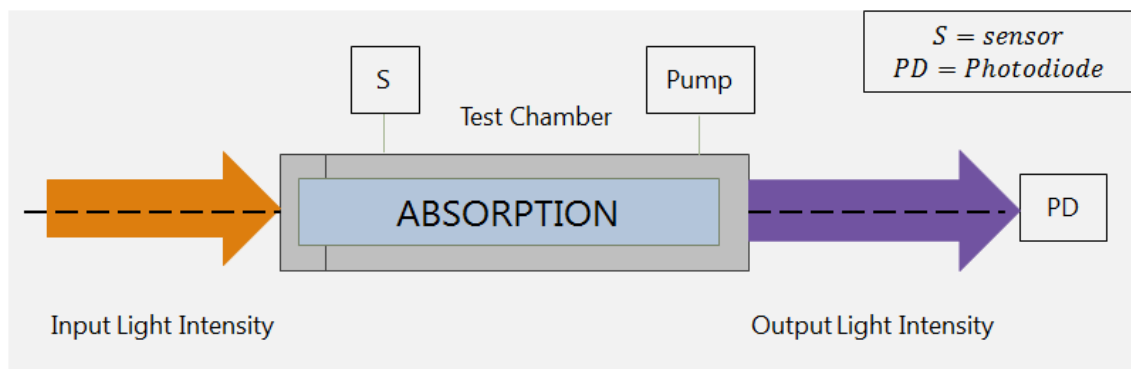 S = sensor
PD = Photodiode
S
Pump
Test Chamber
ABSORPTION
PD
Input Light Intensity
Output Light Intensity